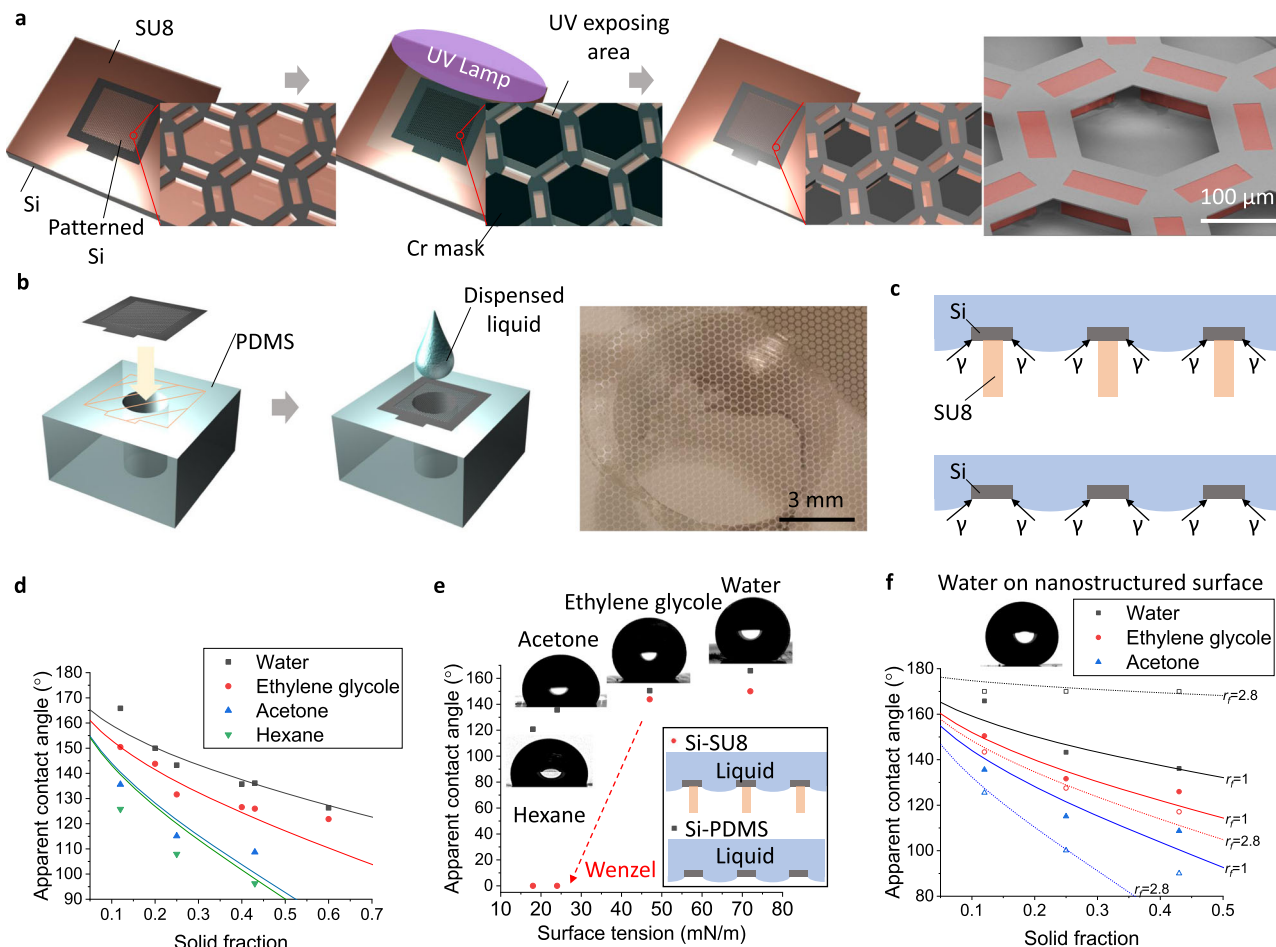 a
SU8
UV exposing
area
UV Lamp
Si
Patterned
Si
Cr mask
100 µm
b
Dispensed
liquid
PDMS
3 mm
c
Si
γ γ γ γ γ γ
SU8
Si
γ γ γ γ γ γ
d
Water
Ethylene glycole
Acetone
Hexane
180
170
160
150
140
130
120
110
100
90
0.1 0.2 0.3 0.4 0.5 0.6 0.7
Apparent contact angle (°)
Solid fraction
e
Water
Ethylene glycole
Acetone
Hexane
Wenzel
Si-SU8
Liquid
Si-PDMS
Liquid
180
160
140
120
100
80
60
40
20
0
10 20 30 40 50 60 70 80
Apparent contact angle (°)
Surface tension (mN/m)
f
Water on nanostructured surface
Water
Ethylene glycole
Acetone
180
160
140
120
100
80
0.1 0.2 0.3 0.4 0.5
rf=2.8
rf=1
rf=1
rf=2.8
rf=1
rf=2.8
Apparent contact angle (°)
Solid fraction